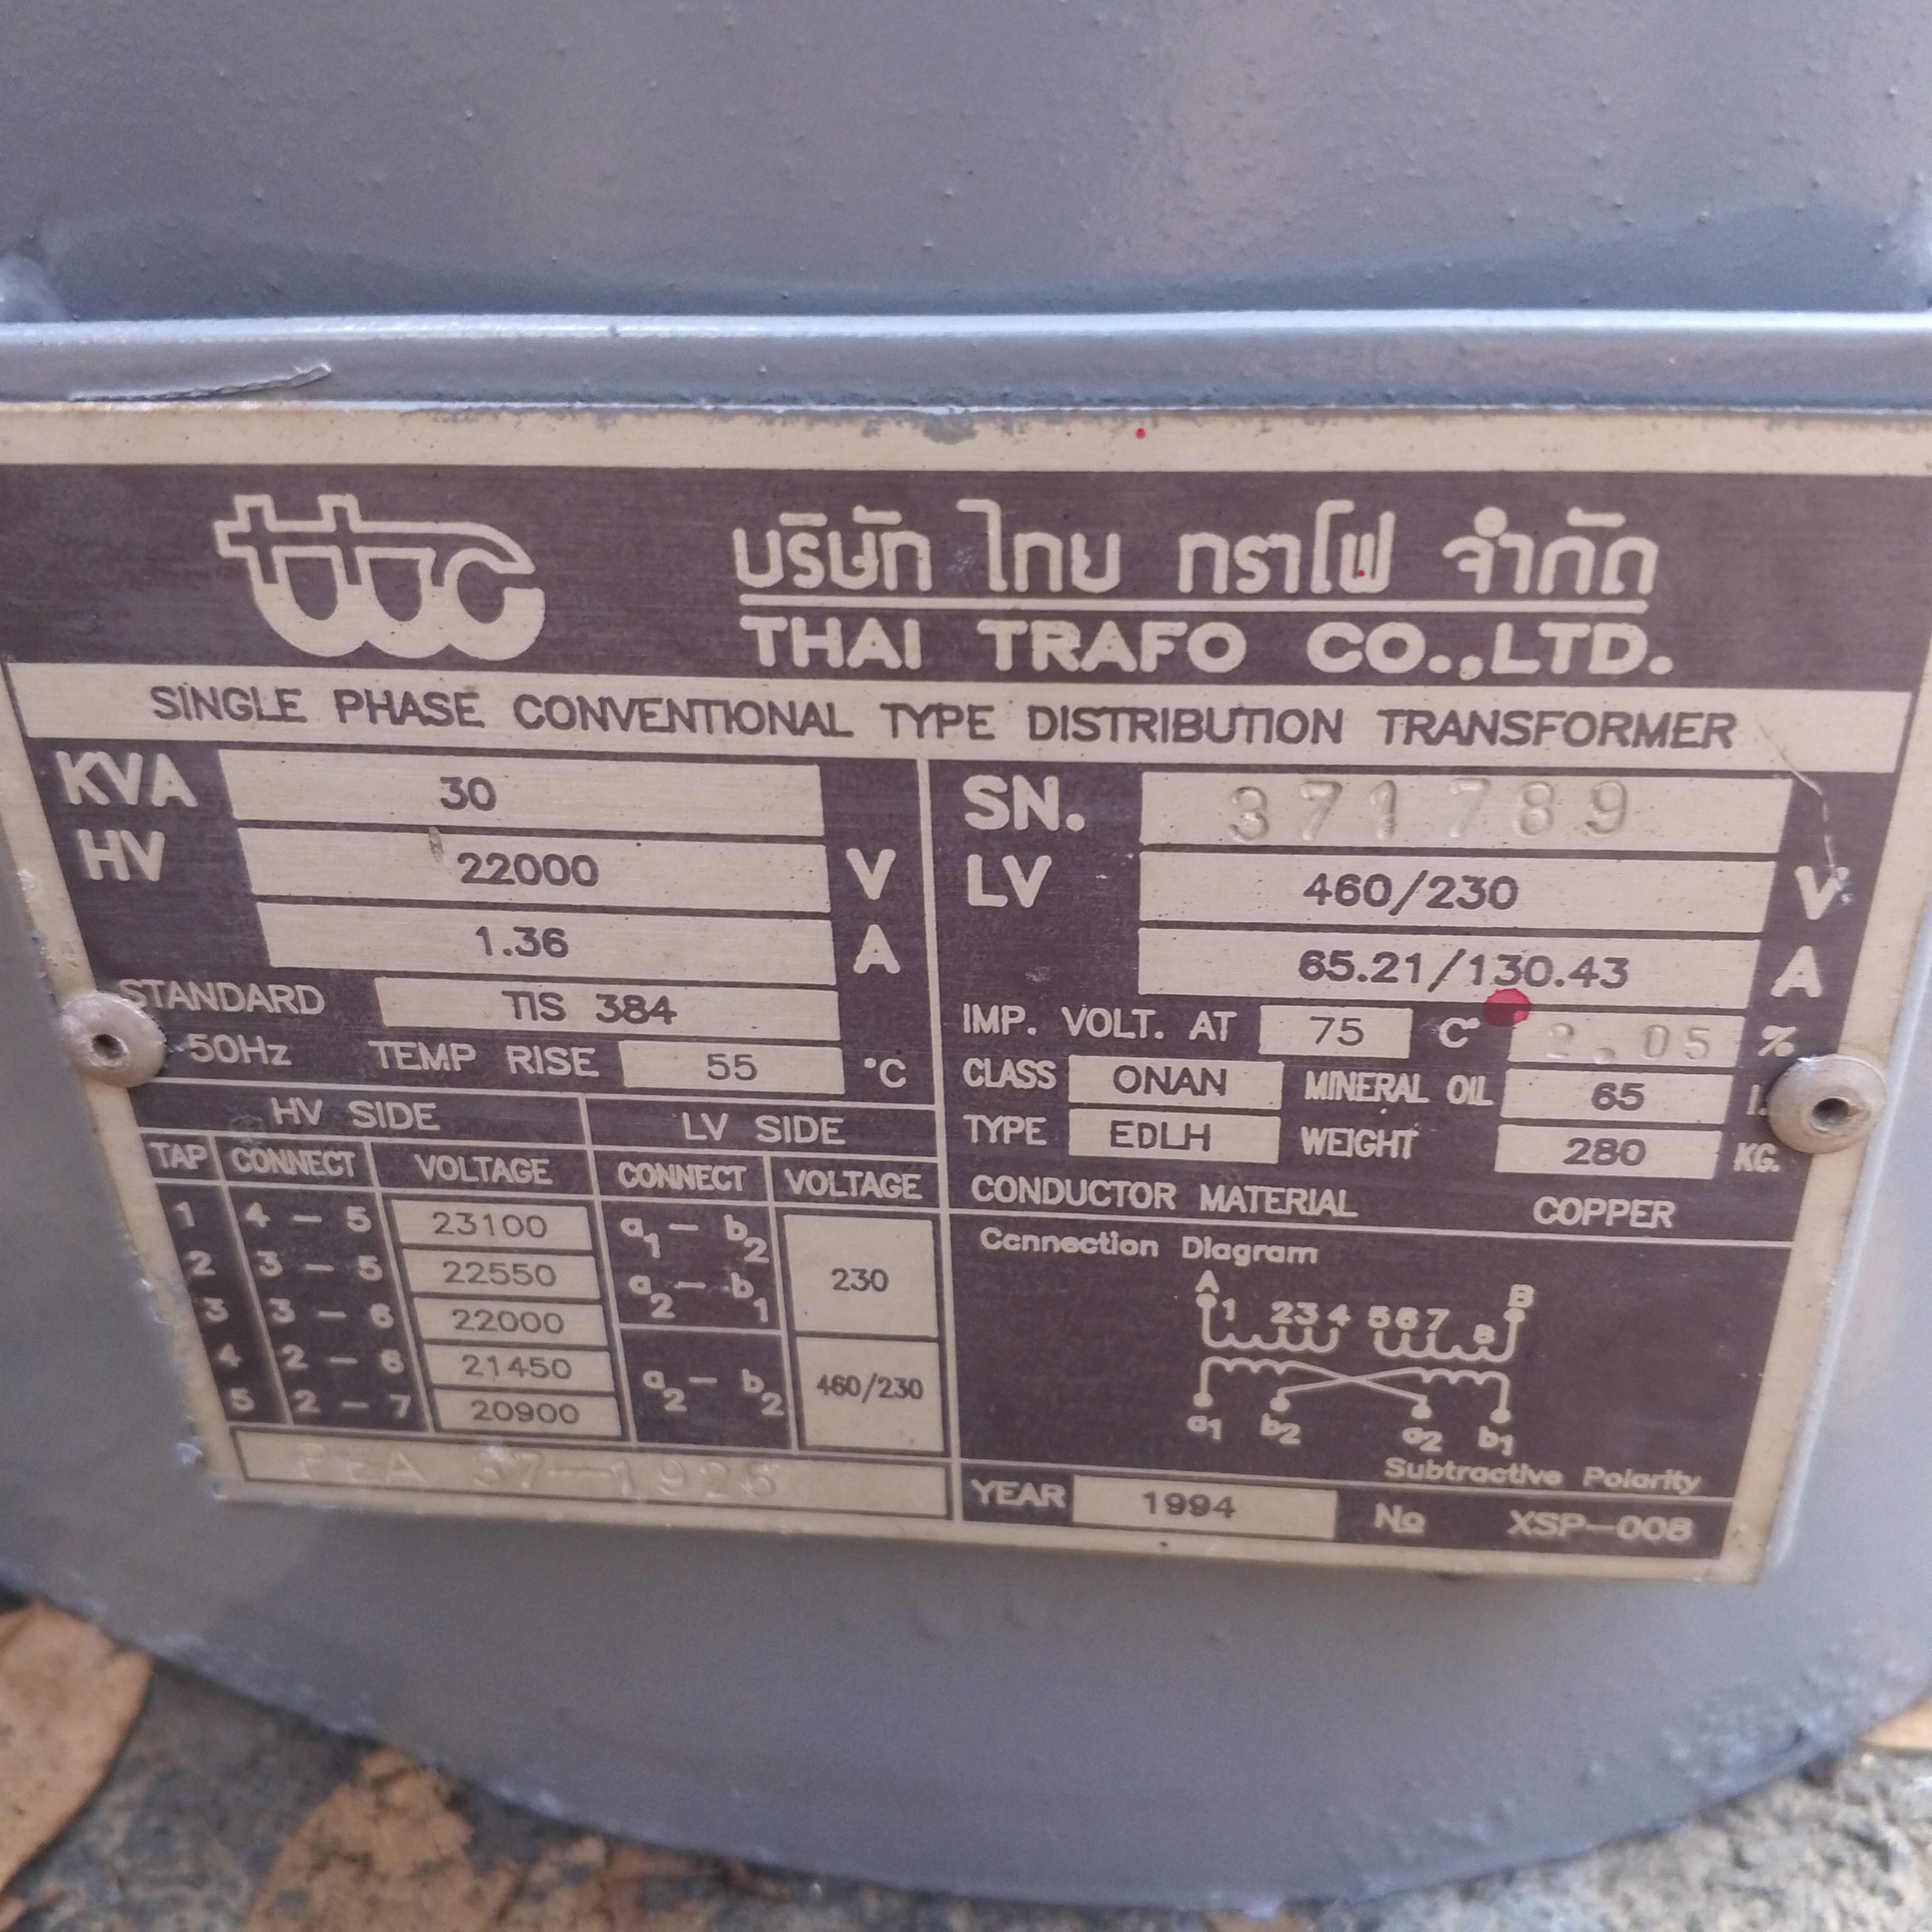 ttc
บริษัท ไทย ทราโฟ จำกัด
THAI TRAFO CO.,LTD.
SINGLE PHASE CONVENTIONAL TYPE DISTRIBUTION TRANSFORMER
KVA 30
HV 22000 V
1.36 A
STANDARD TIS 384
50Hz TEMP RISE 55 °C
SN. 371789
LV 460/230 V
65.21/130.43 A
IMP. VOLT. AT 75 C° 2.05 %
CLASS ONAN MINERAL OIL 65
TYPE EDLH WEIGHT 280 KG.
CONDUCTOR MATERIAL COPPER
HV SIDE LV SIDE
TAP CONNECT VOLTAGE CONNECT VOLTAGE
1 4 - 5 23100 a1 - b2
2 3 - 5 22550 a2 - b1 230
3 3 - 6 22000
4 2 - 6 21450 a2 - b2 460/230
5 2 - 7 20900
PEA 37-1926
Connection Diagram
A B
1 2 3 4 5 6 7 8
a1 b2 a2 b1
Subtractive Polarity
YEAR 1994 No XSP-008